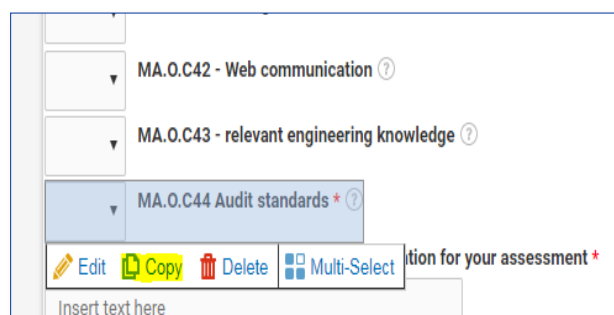 MA.O.C42 - Web communication ?
MA.O.C43 - relevant engineering knowledge ?
MA.O.C44 Audit standards * ?
tion for your assessment *
Edit Copy Delete Multi-Select
Insert text here